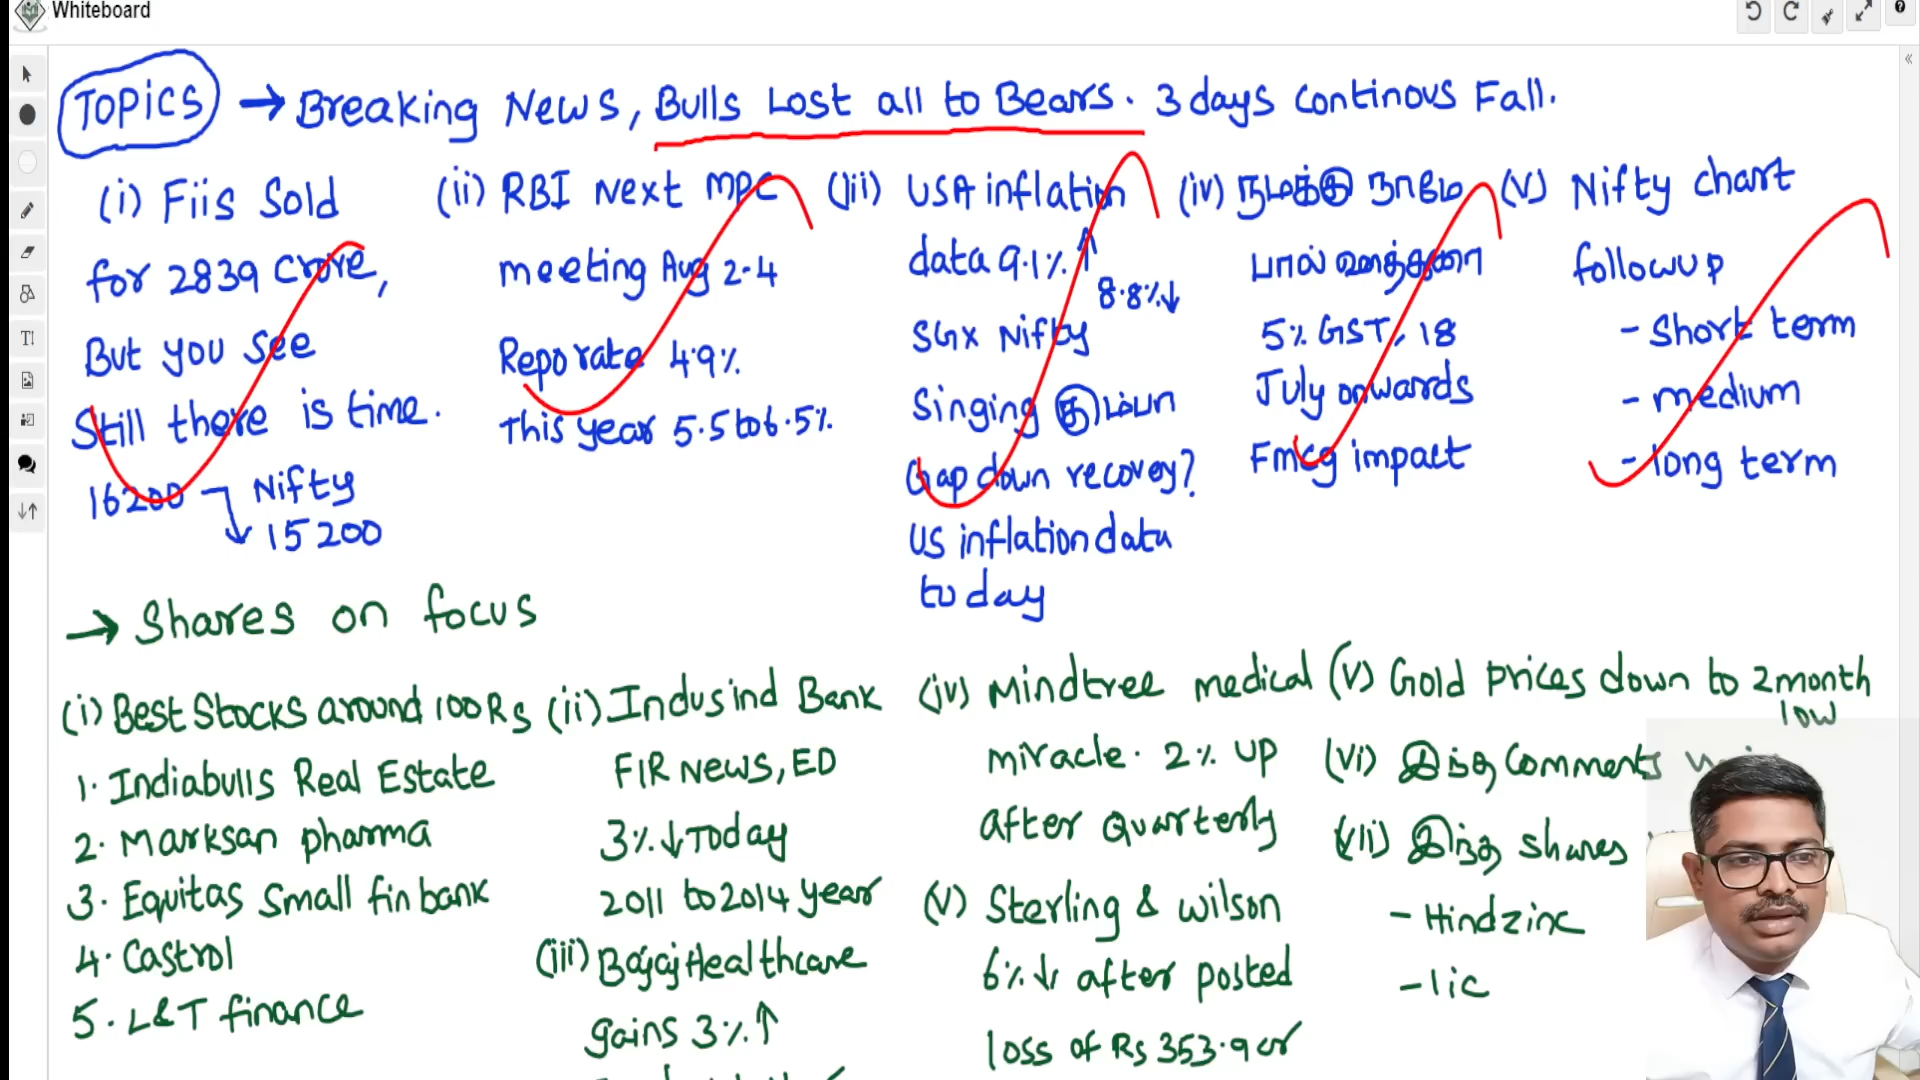 Whiteboard
Topics → Breaking News, Bulls Lost all to Bears. 3 days continous Fall.
(i) Fiis Sold
for 2839 crore,
But you see
Still there is time.
16200 Nifty
↓ 15200
(ii) RBI Next MPC
meeting Aug 2-4
Repo rate 4.9%
This year 5.5 to 6.5%
(iii) USA inflation
data 9.1% ↑
8.8% ↓
SGX Nifty
Singing
Gap down recovery?
US inflation data
today
(iv)
பால்
5% GST, 18
July onwards
Fmcg impact
(v) Nifty chart
followup
- Short term
- medium
- long term
→ Shares on focus
(i) Best Stocks around 100Rs
1. Indiabulls Real Estate
2. Marksan pharma
3. Equitas Small fin bank
4. Castrol
5. L&T finance
(ii) Indusind Bank
FIR News, ED
3% ↓ Today
2011 to 2014 year
(iii) Bajaj Healthcare
gains 3% ↑
(iv) Mindtree medical
miracle. 2% up
after Quarterly
(v) Sterling & wilson
6% ↓ after posted
loss of Rs 353.9 cr
(v) Gold prices down to 2 month
low
(vi) இந்த comments
(vii) இந்த shares
- Hindzinc
- lic